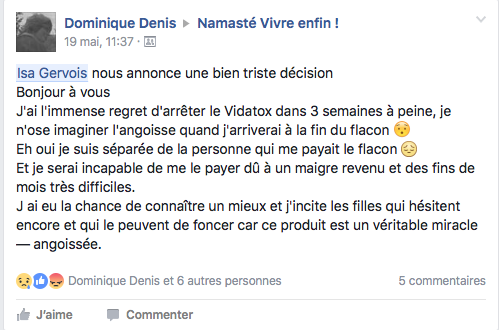 Dominique Denis ▸ Namasté Vivre enfin !
19 mai, 11:37 ·
Isa Gervois nous annonce une bien triste décision
Bonjour à vous
J'ai l'immense regret d'arrêter le Vidatox dans 3 semaines à peine, je
n'ose imaginer l'angoisse quand j'arriverai à la fin du flacon 😯
Eh oui je suis séparée de la personne qui me payait le flacon 😔
Et je serai incapable de me le payer dû à un maigre revenu et des fins de
mois très difficiles.
J ai eu la chance de connaître un mieux et j'incite les filles qui hésitent
encore et qui le peuvent de foncer car ce produit est un véritable miracle
— angoissée.
Dominique Denis et 6 autres personnes
5 commentaires
J'aime
Commenter